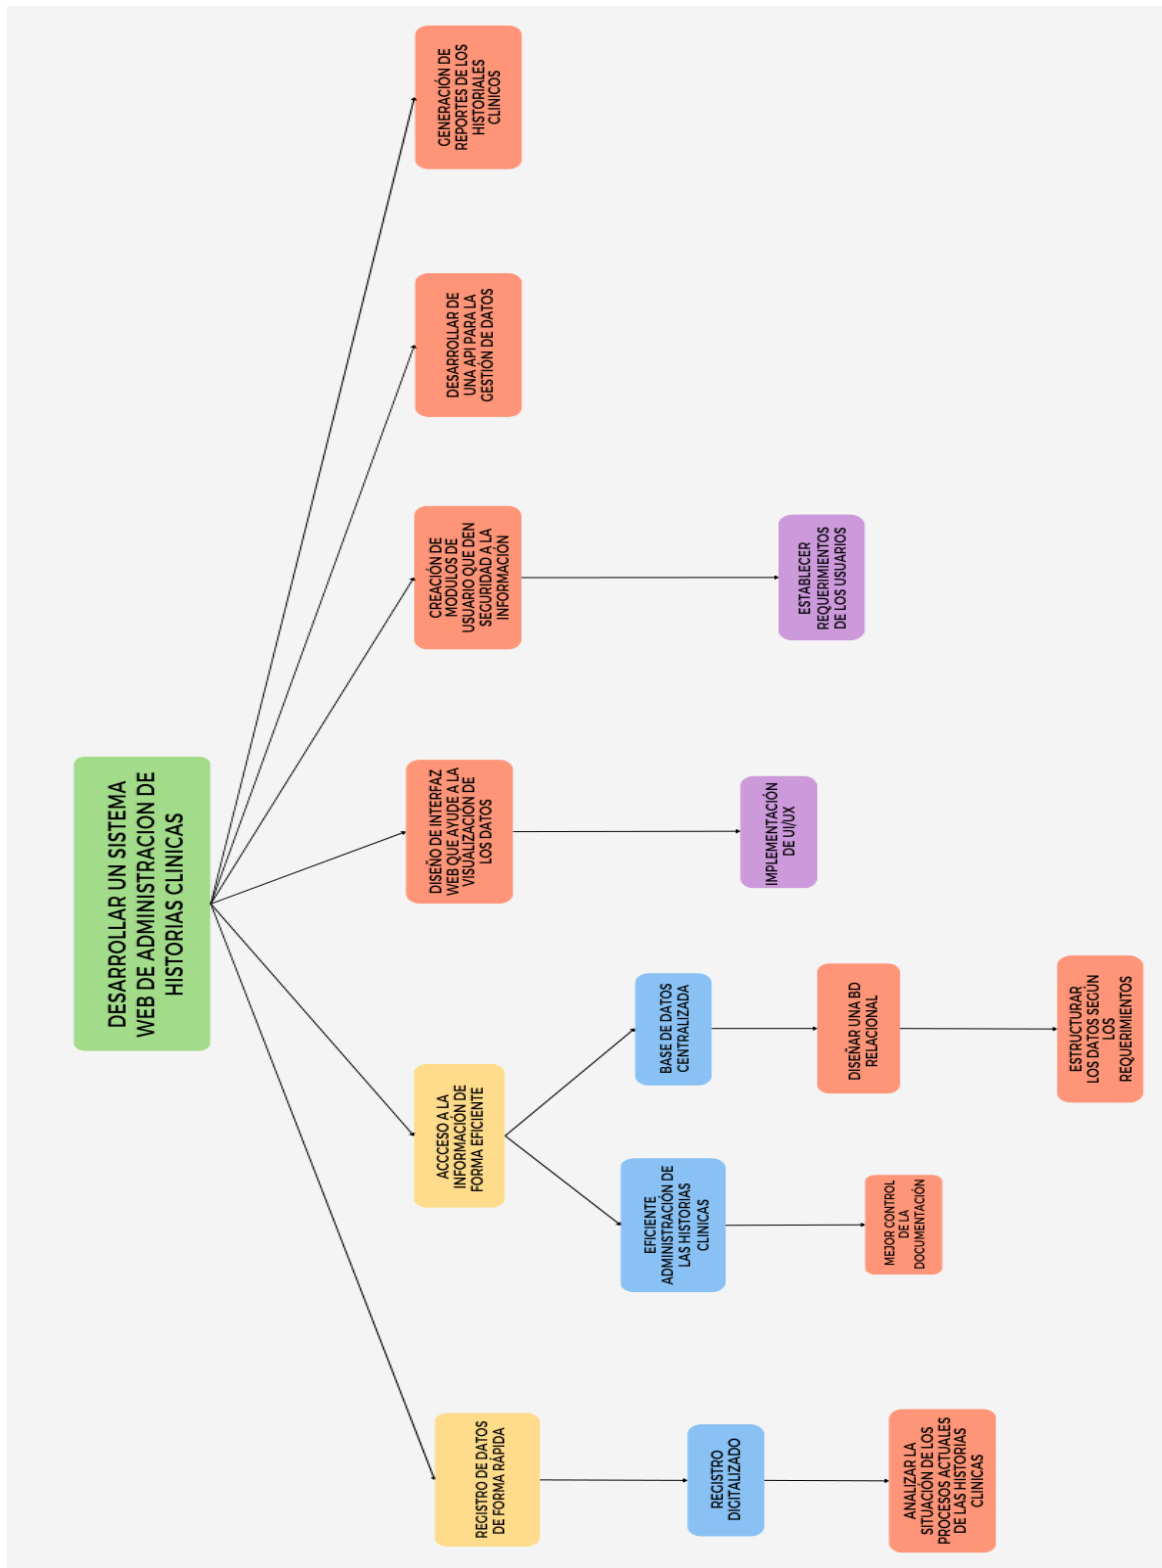 DESARROLLAR UN SISTEMA
WEB DE ADMINISTRACION DE
HISTORIAS CLINICAS
REGISTRO DE DATOS
DE FORMA RÁPIDA
ACCCESO A LA
INFORMACIÓN DE
FORMA EFICIENTE
DISEÑO DE INTERFAZ
WEB QUE AYUDE A LA
VISUALIZACIÓN DE
LOS DATOS
CREACIÓN DE
MODULOS DE
USUARIO QUE DEN
SEGURIDAD A LA
INFORMACIÓN
DESARROLLAR DE
UNA API PARA LA
GESTIÓN DE DATOS
GENERACIÓN DE
REPORTES DE LOS
HISTORIALES
CLINICOS
REGISTRO
DIGITALIZADO
EFICIENTE
ADMINISTRACIÓN DE
LAS HISTORIAS
CLINICAS
BASE DE DATOS
CENTRALIZADA
IMPLEMENTACIÓN
DE UI/UX
ESTABLECER
REQUERIMIENTOS
DE LOS USUARIOS
ANALIZAR LA
SITUACIÓN DE LOS
PROCESOS ACTUALES
DE LAS HISTORIAS
CLINICAS
MEJOR CONTROL
DE LA
DOCUMENTACIÓN
DISEÑAR UNA BD
RELACIONAL
ESTRUCTURAR
LOS DATOS SEGÚN
LOS
REQUERIMIENTOS